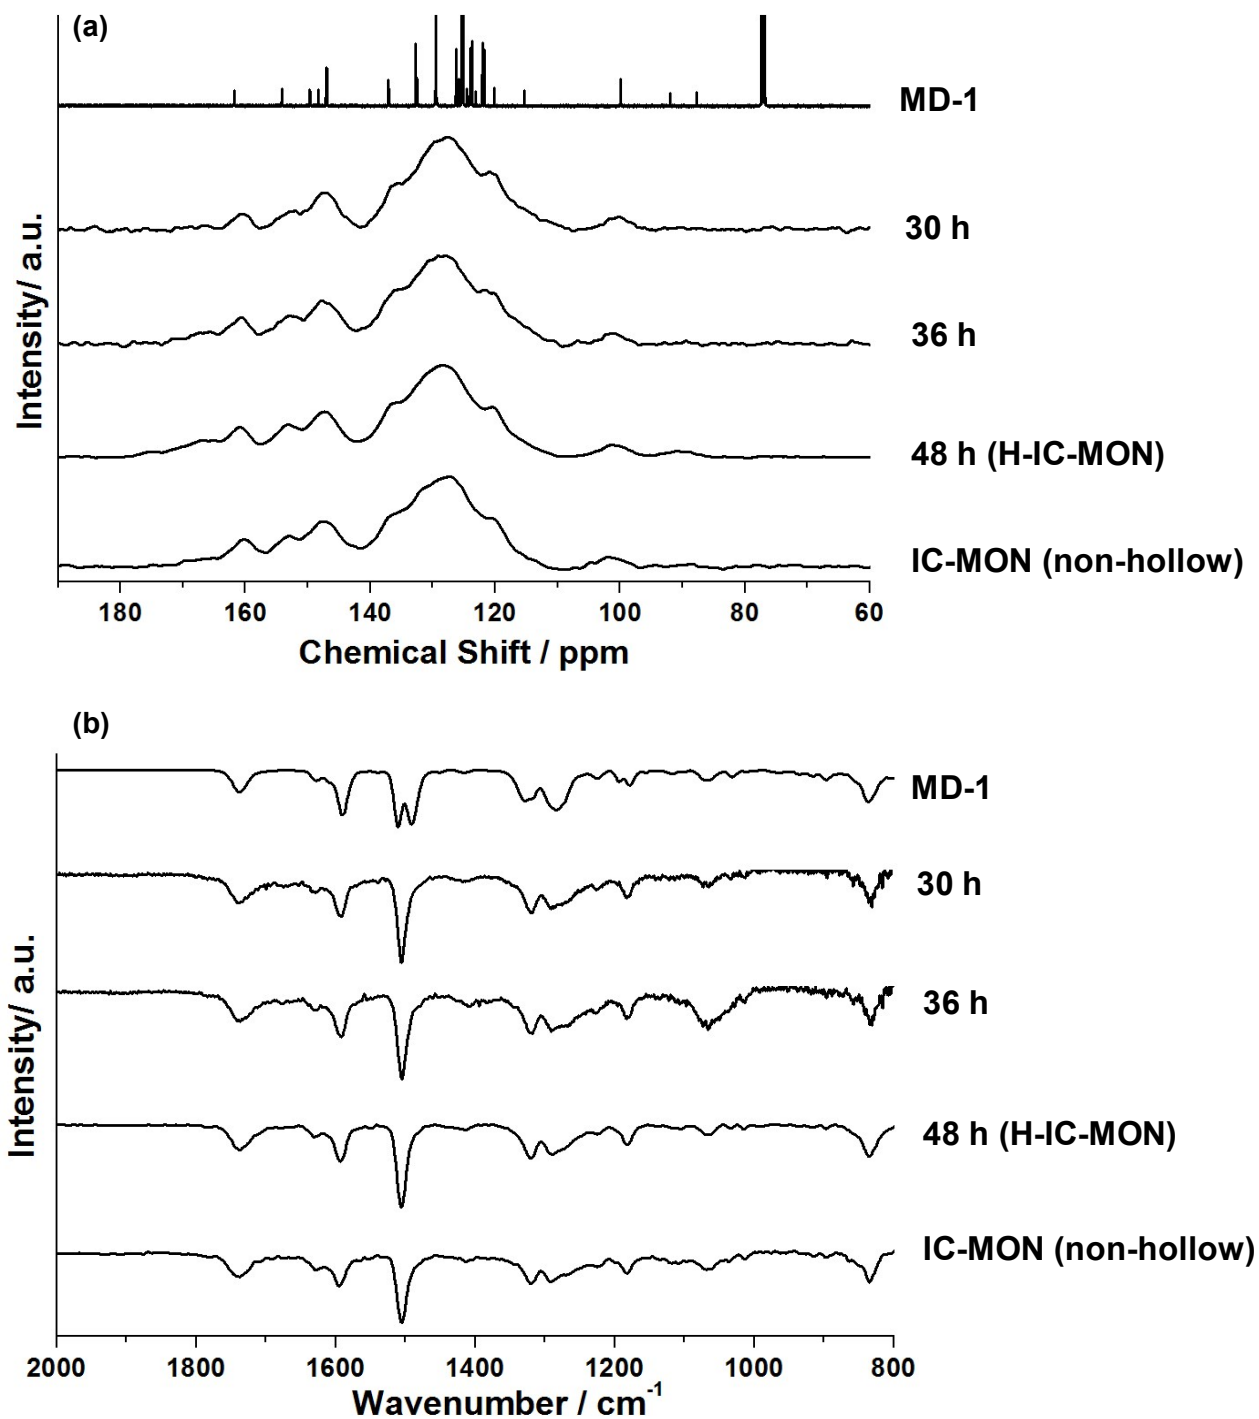 (a)
MD-1
30 h
36 h
48 h (H-IC-MON)
IC-MON (non-hollow)
Intensity/ a.u.
180 160 140 120 100 80 60
Chemical Shift / ppm
(b)
MD-1
30 h
36 h
48 h (H-IC-MON)
IC-MON (non-hollow)
Intensity/ a.u.
2000 1800 1600 1400 1200 1000 800
Wavenumber / cm-1